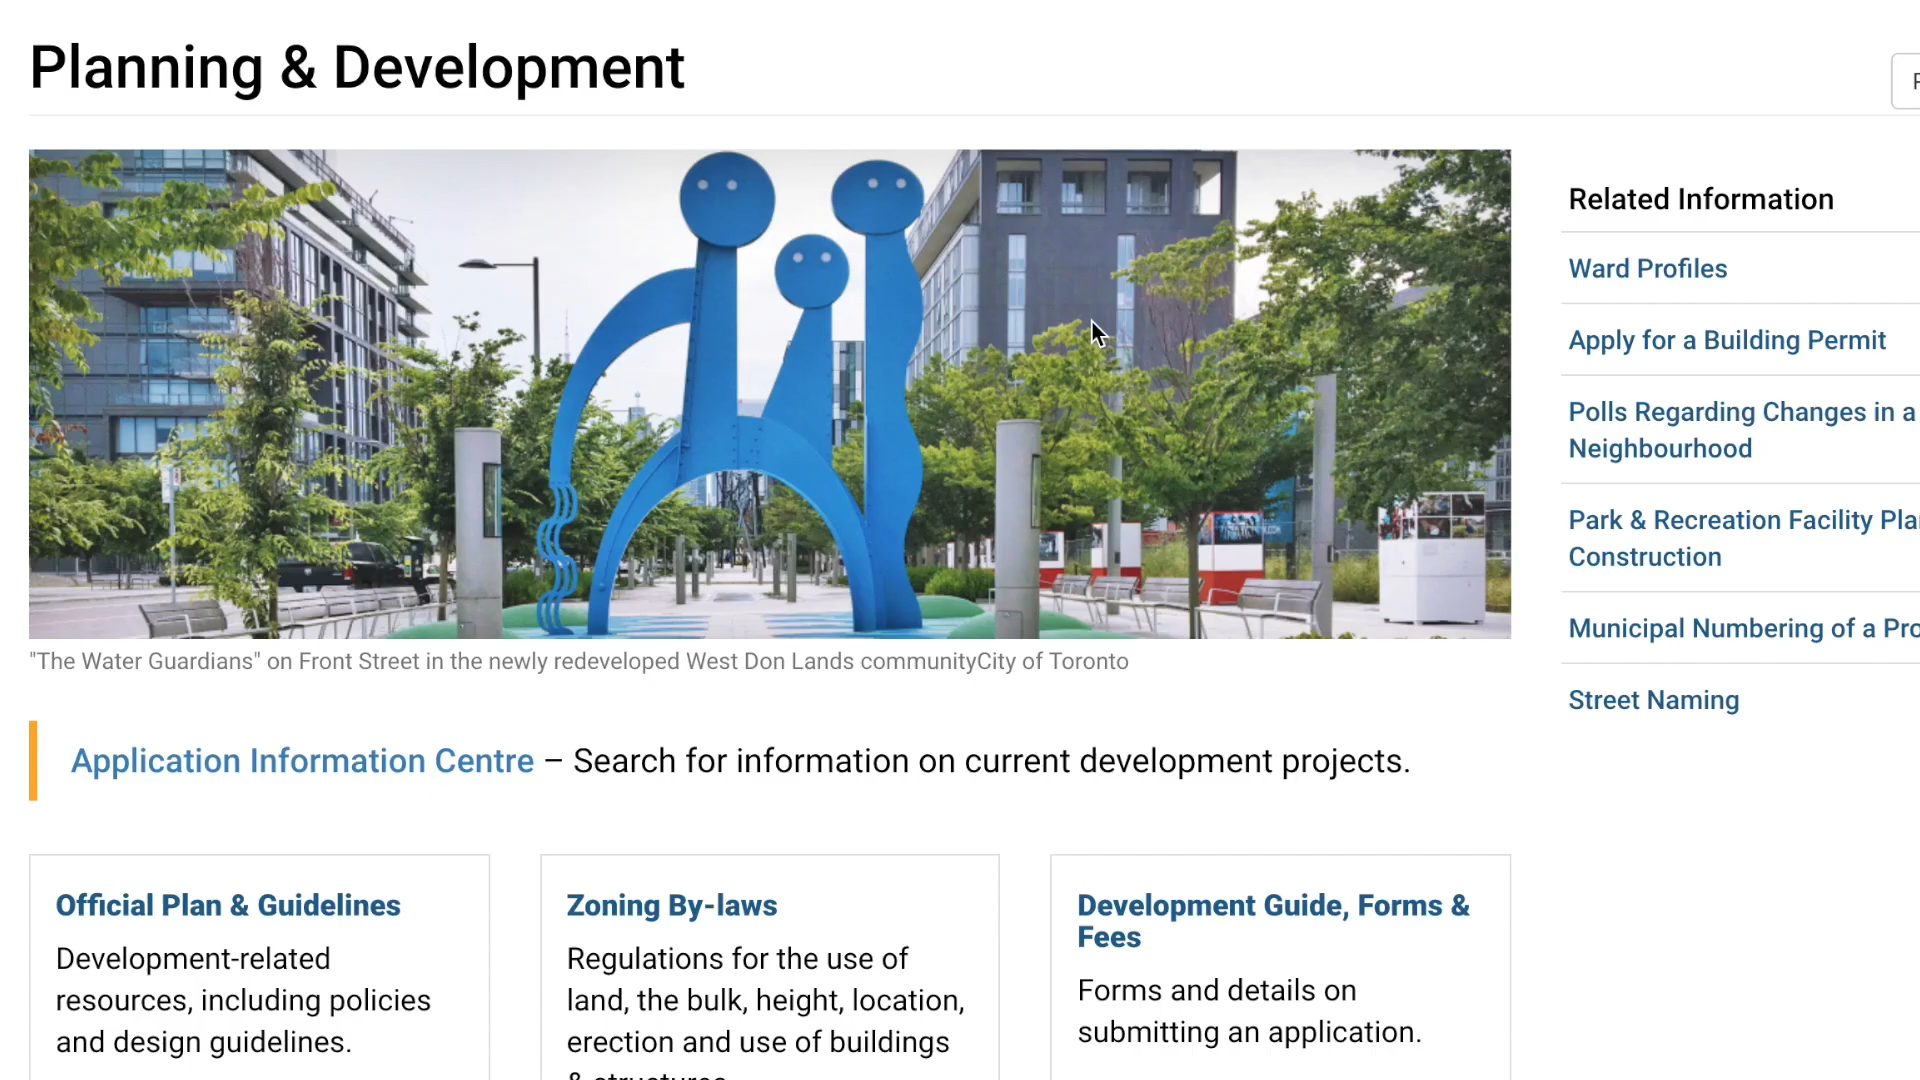 Planning & Development
Related Information
Ward Profiles
Apply for a Building Permit
Polls Regarding Changes in a
Neighbourhood
Park & Recreation Facility
Construction
Municipal Numbering of a
Street Naming
"The Water Guardians" on Front Street in the newly redeveloped West Don Lands communityCity of Toronto
Application Information Centre – Search for information on current development projects.
Official Plan & Guidelines
Development-related
resources, including policies
and design guidelines.
Zoning By-laws
Regulations for the use of
land, the bulk, height, location,
erection and use of buildings
& structures
Development Guide, Forms &
Fees
Forms and details on
submitting an application.